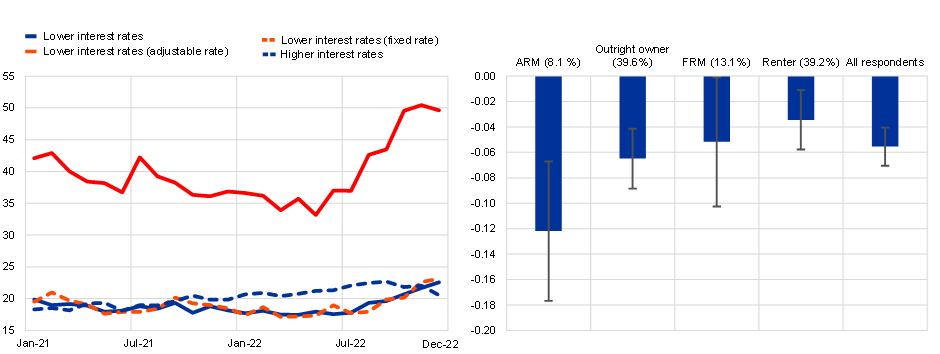 Lower interest rates
Lower interest rates (adjustable rate)
Lower interest rates (fixed rate)
Higher interest rates
55
50
45
40
35
30
25
20
15
Jan-21
Jul-21
Jan-22
Jul-22
Dec-22
Outright owner
ARM (8.1 %) (39.6%) FRM (13.1%) Renter (39.2%) All respondents
0.00
-0.02
-0.04
-0.06
-0.08
-0.10
-0.12
-0.14
-0.16
-0.18
-0.20